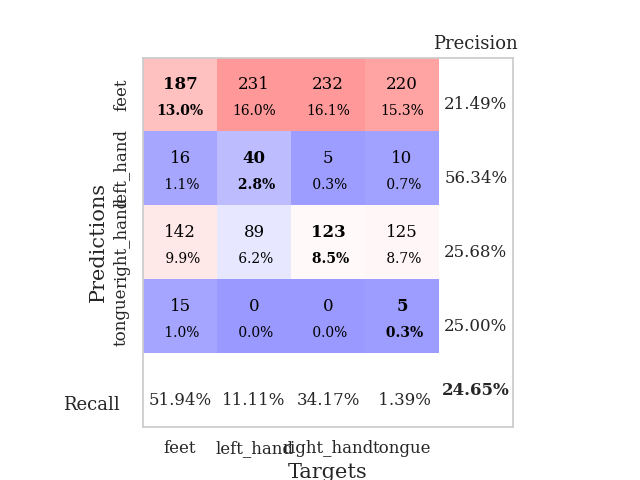 Precision
feet 187 231 232 220 21.49%
13.0% 16.0% 16.1% 15.3%
left_hand 16 40 5 10 56.34%
1.1% 2.8% 0.3% 0.7%
right_hand 142 89 123 125 25.68%
9.9% 6.2% 8.5% 8.7%
tongue 15 0 0 5 25.00%
1.0% 0.0% 0.0% 0.3%
Predictions
Recall 51.94% 11.11% 34.17% 1.39% 24.65%
feet left_hand right_hand tongue
Targets